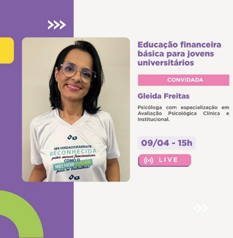 Educação financeira
básica para jovens
universitários
CONVIDADA
Gleida Freitas
Psicóloga com especialização em
Avaliação Psicológica Clínica e
Institucional.
09/04 - 15h
LIVE
RECONHECIDA